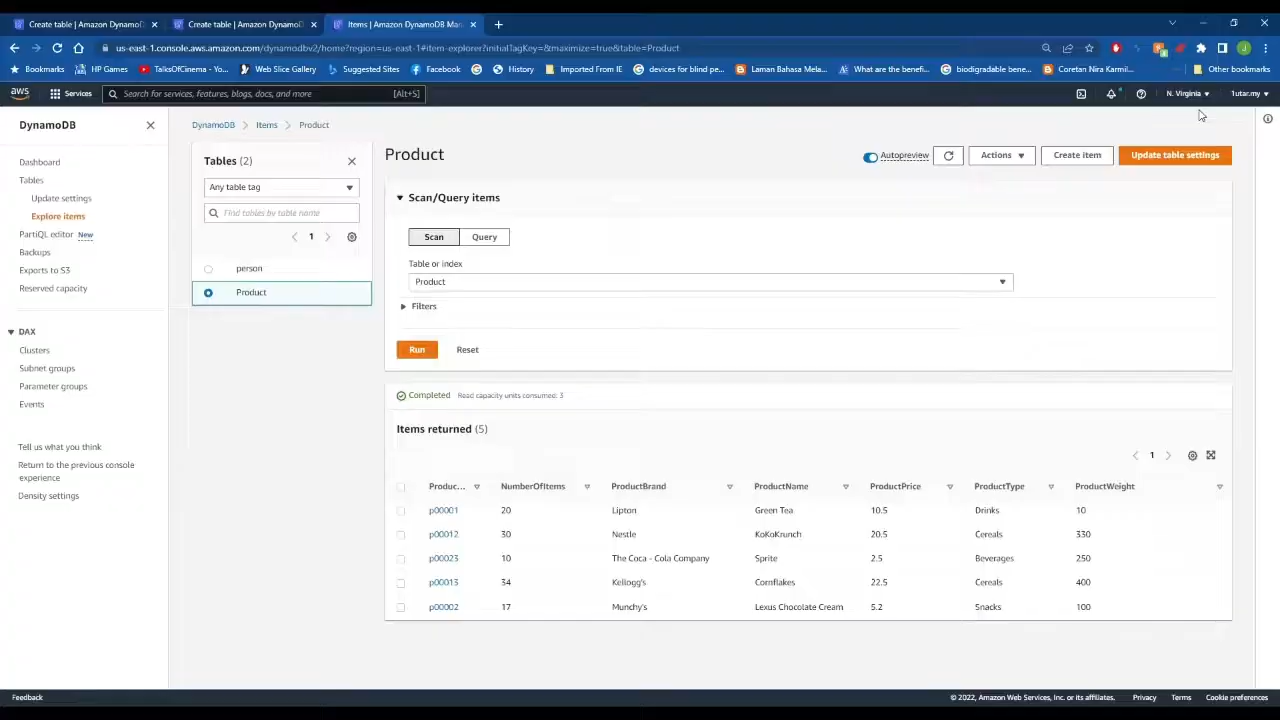 Create table | Amazon DynamoD
Create table | Amazon DynamoD
Items | Amazon DynamoDB Man
us-east-1.console.aws.amazon.com/dynamodbv2/home?region=us-east-1#item-explorer?initialTagKey=&maximize=true&table=Product
Bookmarks
HP Games
TalksOfCinema - Yo...
Web Slice Gallery
Suggested Sites
Facebook
History
Imported From IE
devices for blind pe...
Laman Bahasa Mela...
What are the benefi...
biodigradable bene...
Coretan Nira Karmil...
Other bookmarks
aws
Services
Search for services, features, blogs, docs, and more
[Alt+S]
N. Virginia
1utar.my
DynamoDB
Dashboard
Tables
Update settings
Explore items
PartiQL editor New
Backups
Exports to S3
Reserved capacity
DAX
Clusters
Subnet groups
Parameter groups
Events
Tell us what you think
Return to the previous console
experience
Density settings
DynamoDB
Items
Product
Tables (2)
Any table tag
Find tables by table name
1
person
Product
Product
Autopreview
Actions
Create item
Update table settings
Scan/Query items
Scan
Query
Table or index
Product
Filters
Run
Reset
Completed Read capacity units consumed: 3
Items returned (5)
1
Produc... NumberOfItems ProductBrand ProductName ProductPrice ProductType ProductWeight
p00001 20 Lipton Green Tea 10.5 Drinks 10
p00012 30 Nestle KoKoKrunch 20.5 Cereals 330
p00023 10 The Coca - Cola Company Sprite 2.5 Beverages 250
p00013 34 Kellogg's Cornflakes 22.5 Cereals 400
p00002 17 Munchy's Lexus Chocolate Cream 5.2 Snacks 100
Feedback
© 2022, Amazon Web Services, Inc. or its affiliates.
Privacy
Terms
Cookie preferences